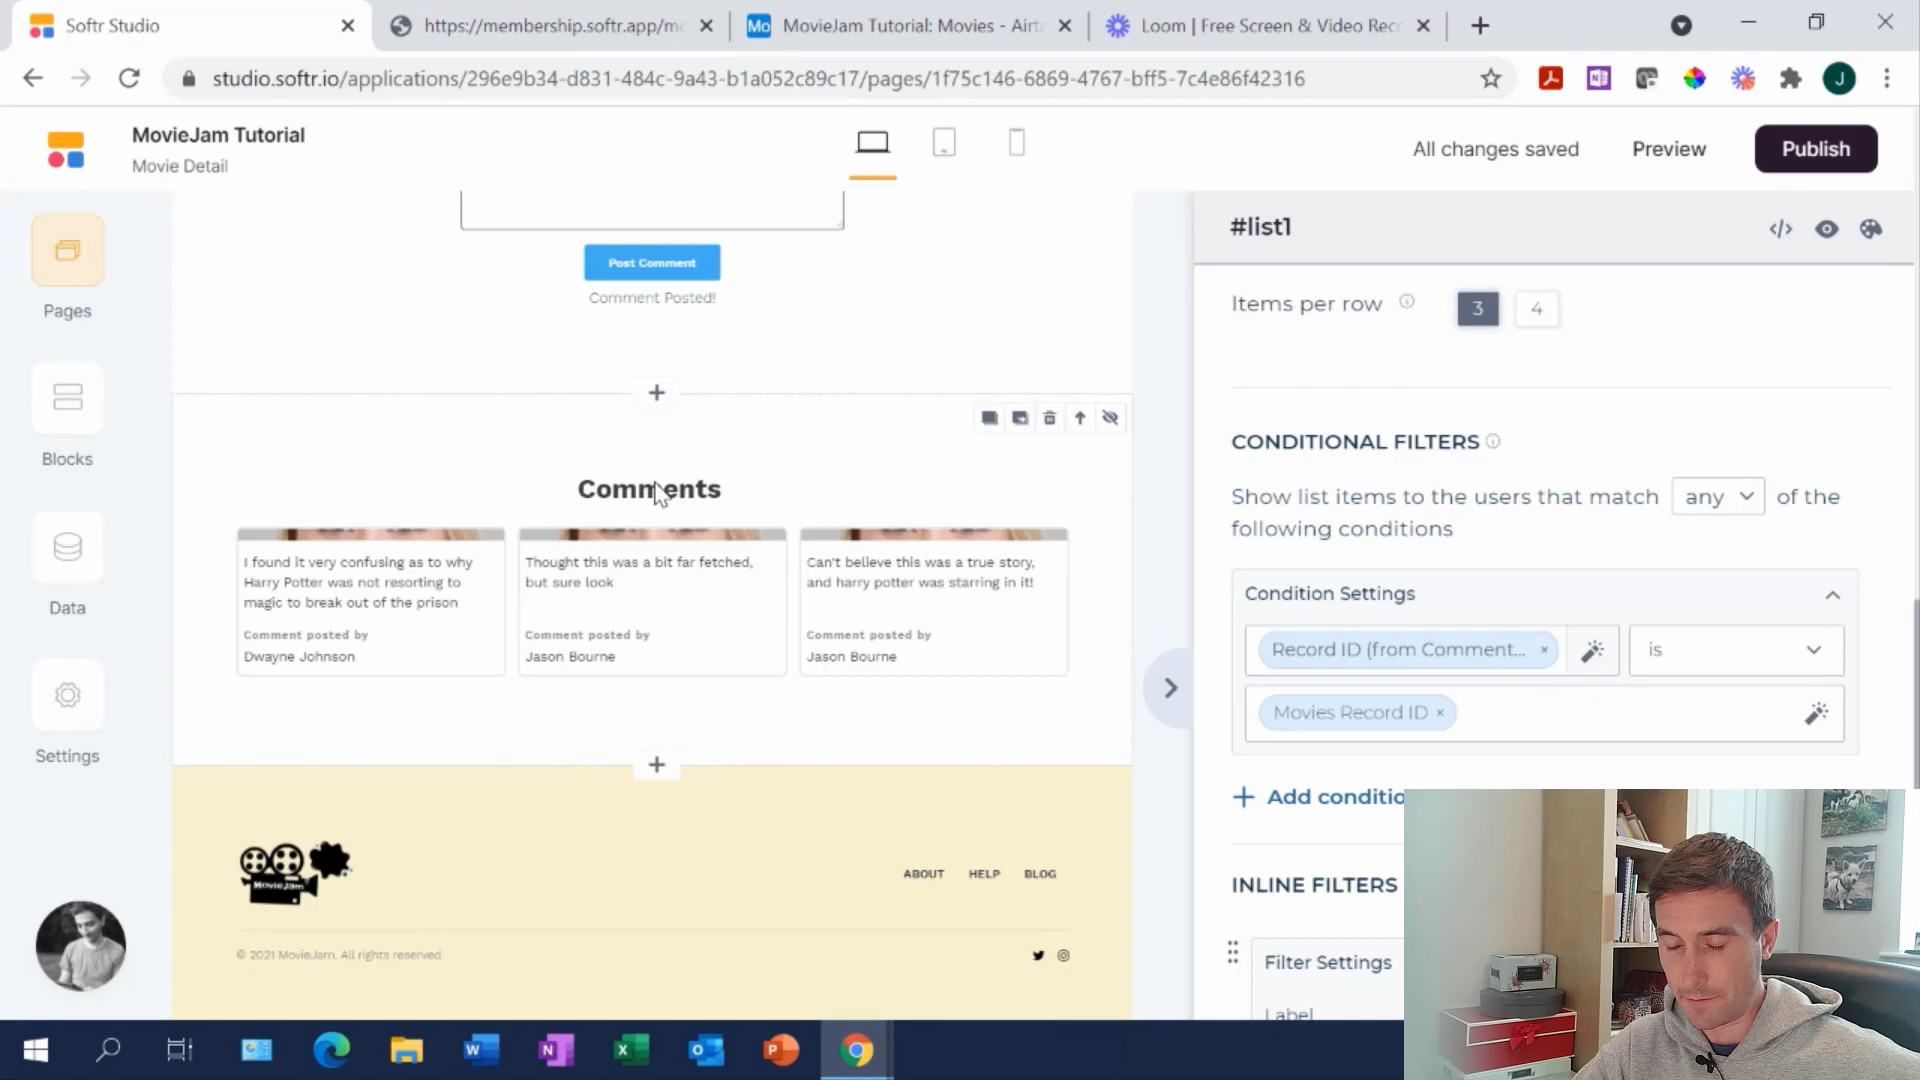 Softr Studio
https://membership.softr.app/mo
MovieJam Tutorial: Movies - Airta
Loom | Free Screen & Video Rec
studio.softr.io/applications/296e9b34-d831-484c-9a43-b1a052c89c17/pages/1f75c146-6869-4767-bff5-7c4e86f42316
J
MovieJam Tutorial
Movie Detail
All changes saved
Preview
Publish
Pages
Blocks
Data
Settings
Post Comment
Comment Posted!
Comments
I found it very confusing as to why
Harry Potter was not resorting to
magic to break out of the prison
Comment posted by
Dwayne Johnson
Thought this was a bit far fetched,
but sure look
Comment posted by
Jason Bourne
Can't believe this was a true story,
and harry potter was starring in it!
Comment posted by
Jason Bourne
MovieJam
ABOUT
HELP
BLOG
© 2021 MovieJam. All rights reserved.
#list1
Items per row
3
4
CONDITIONAL FILTERS
Show list items to the users that match any of the
following conditions
Condition Settings
Record ID (from Comment...
is
Movies Record ID
Add conditio
INLINE FILTERS
Filter Settings
Label